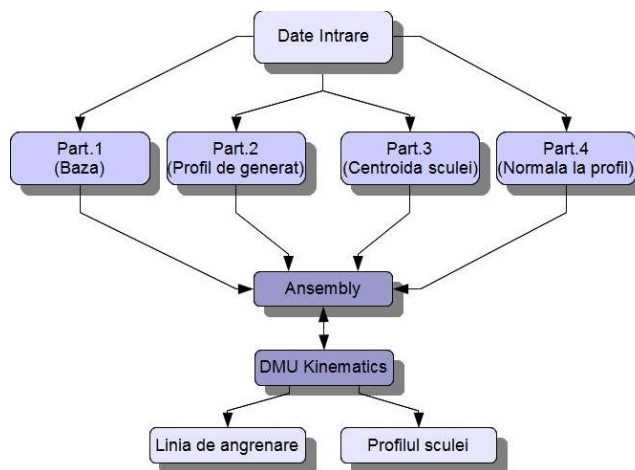 Date Intrare
Part.1
(Baza)
Part.2
(Profil de generat)
Part.3
(Centroida sculei)
Part.4
(Normala la profil)
Ansembly
DMU Kinematics
Linia de angrenare
Profilul sculei